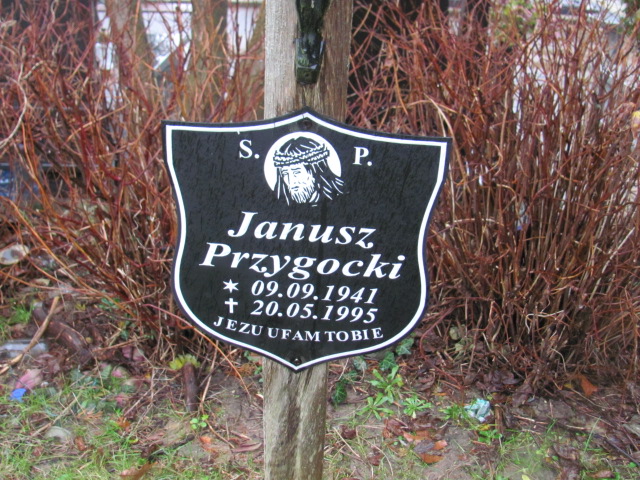 S. P.
Janusz
Przygocki
✶ 09.09.1941
✝ 20.05.1995
JEZU UFAM TOBIE